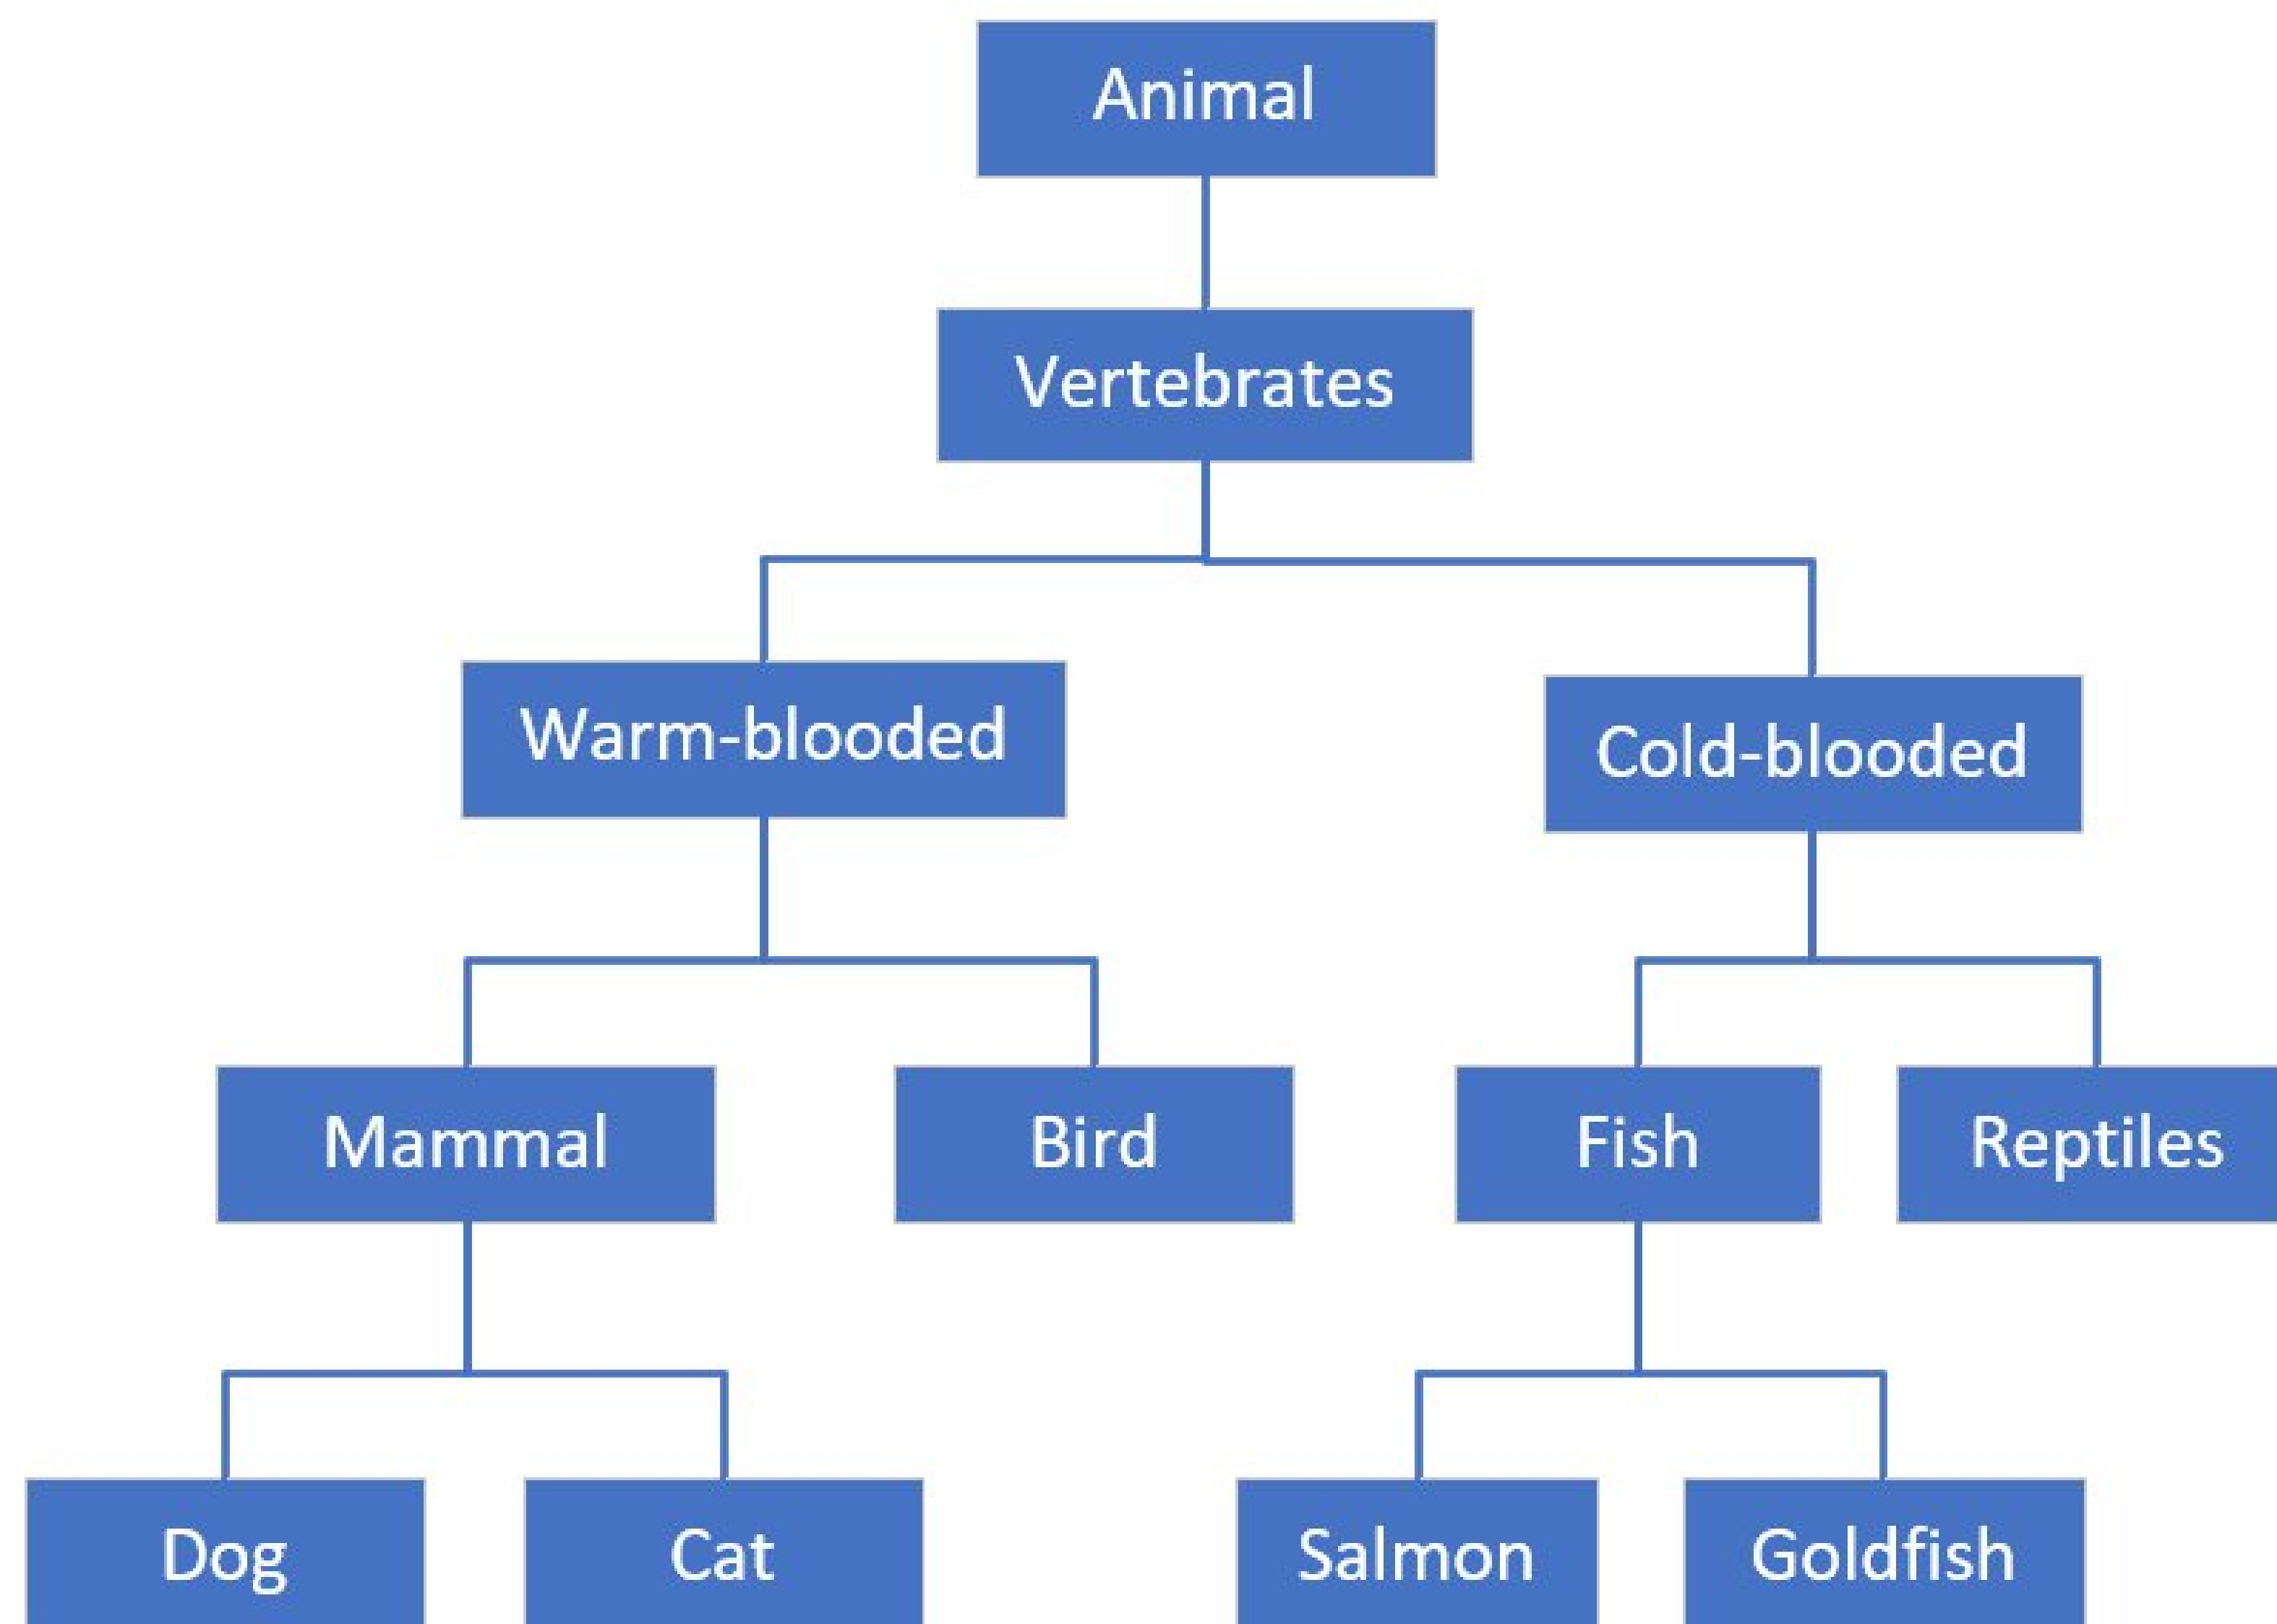 Animal
Vertebrates
Warm-blooded
Cold-blooded
Mammal
Bird
Fish
Reptiles
Dog
Cat
Salmon
Goldfish